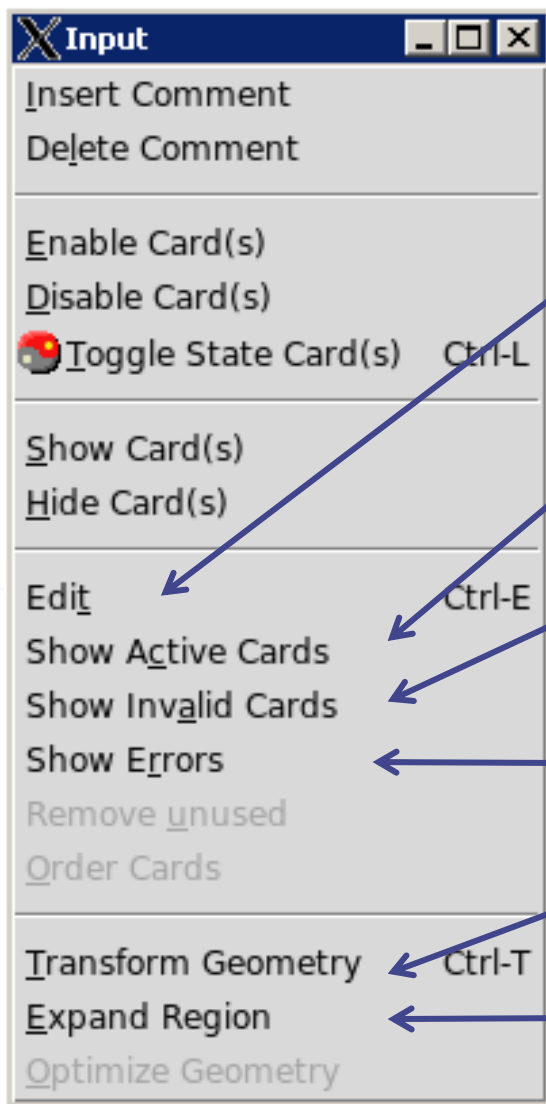 Input
Insert Comment
Delete Comment
Enable Card(s)
Disable Card(s)
Toggle State Card(s) Ctrl-L
Show Card(s)
Hide Card(s)
Edit Ctrl-E
Show Active Cards
Show Invalid Cards
Show Errors
Remove unused
Order Cards
Transform Geometry Ctrl-T
Expand Region
Optimize Geometry